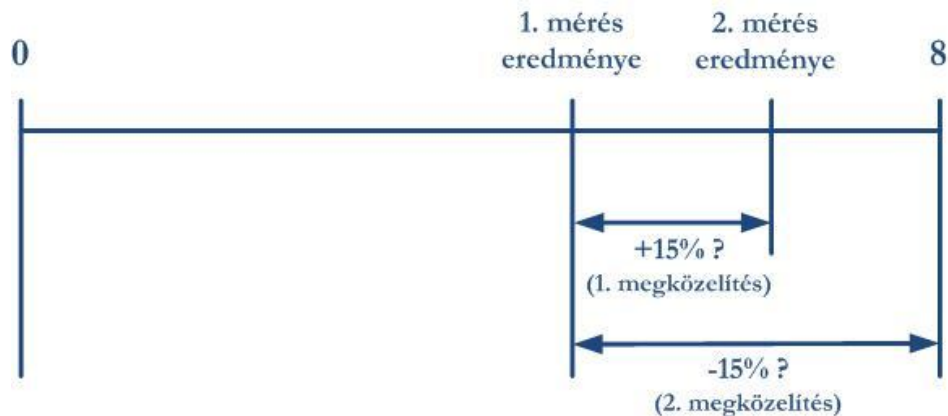 1. mérés
eredménye
2. mérés
eredménye
0
8
+15% ?
(1. megközelítés)
-15% ?
(2. megközelítés)